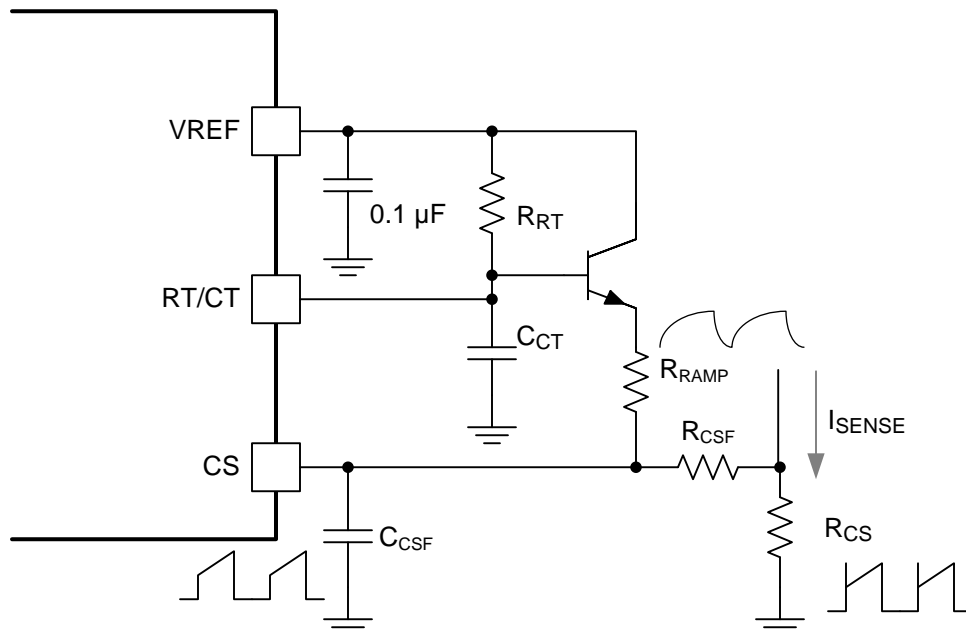 VREF
0.1 µF
RRT
RT/CT
CCT
RRAMP
ISENSE
RCSF
CS
CCSF
RCS